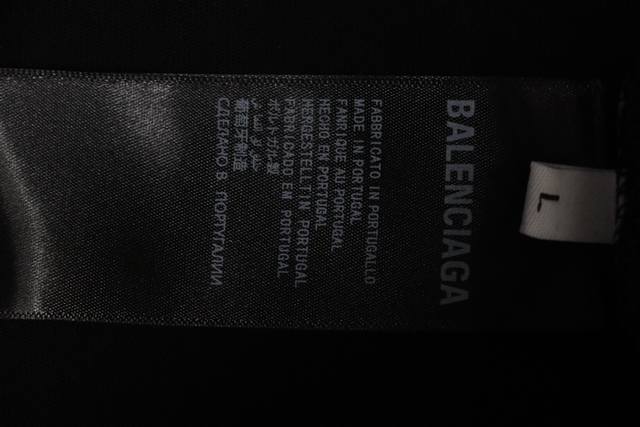 BALENCIAGA
FABBRICATO IN PORTUGALLO
MADE IN PORTUGAL
FANRIQUE AU PORTUGAL
HECHO EN PORTUGAL
HERGESTELLT IN PORTUGAL
FABRICADO EM PORTUGAL
ポルトガル製
葡萄牙制造
СДЕЛАНО В ПОРТУГАЛИИ
L